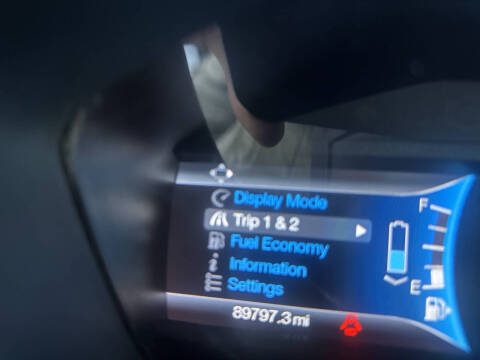 Display Mode
Trip 1 & 2
Fuel Economy
Information
Settings
89797.3 mi
F
E